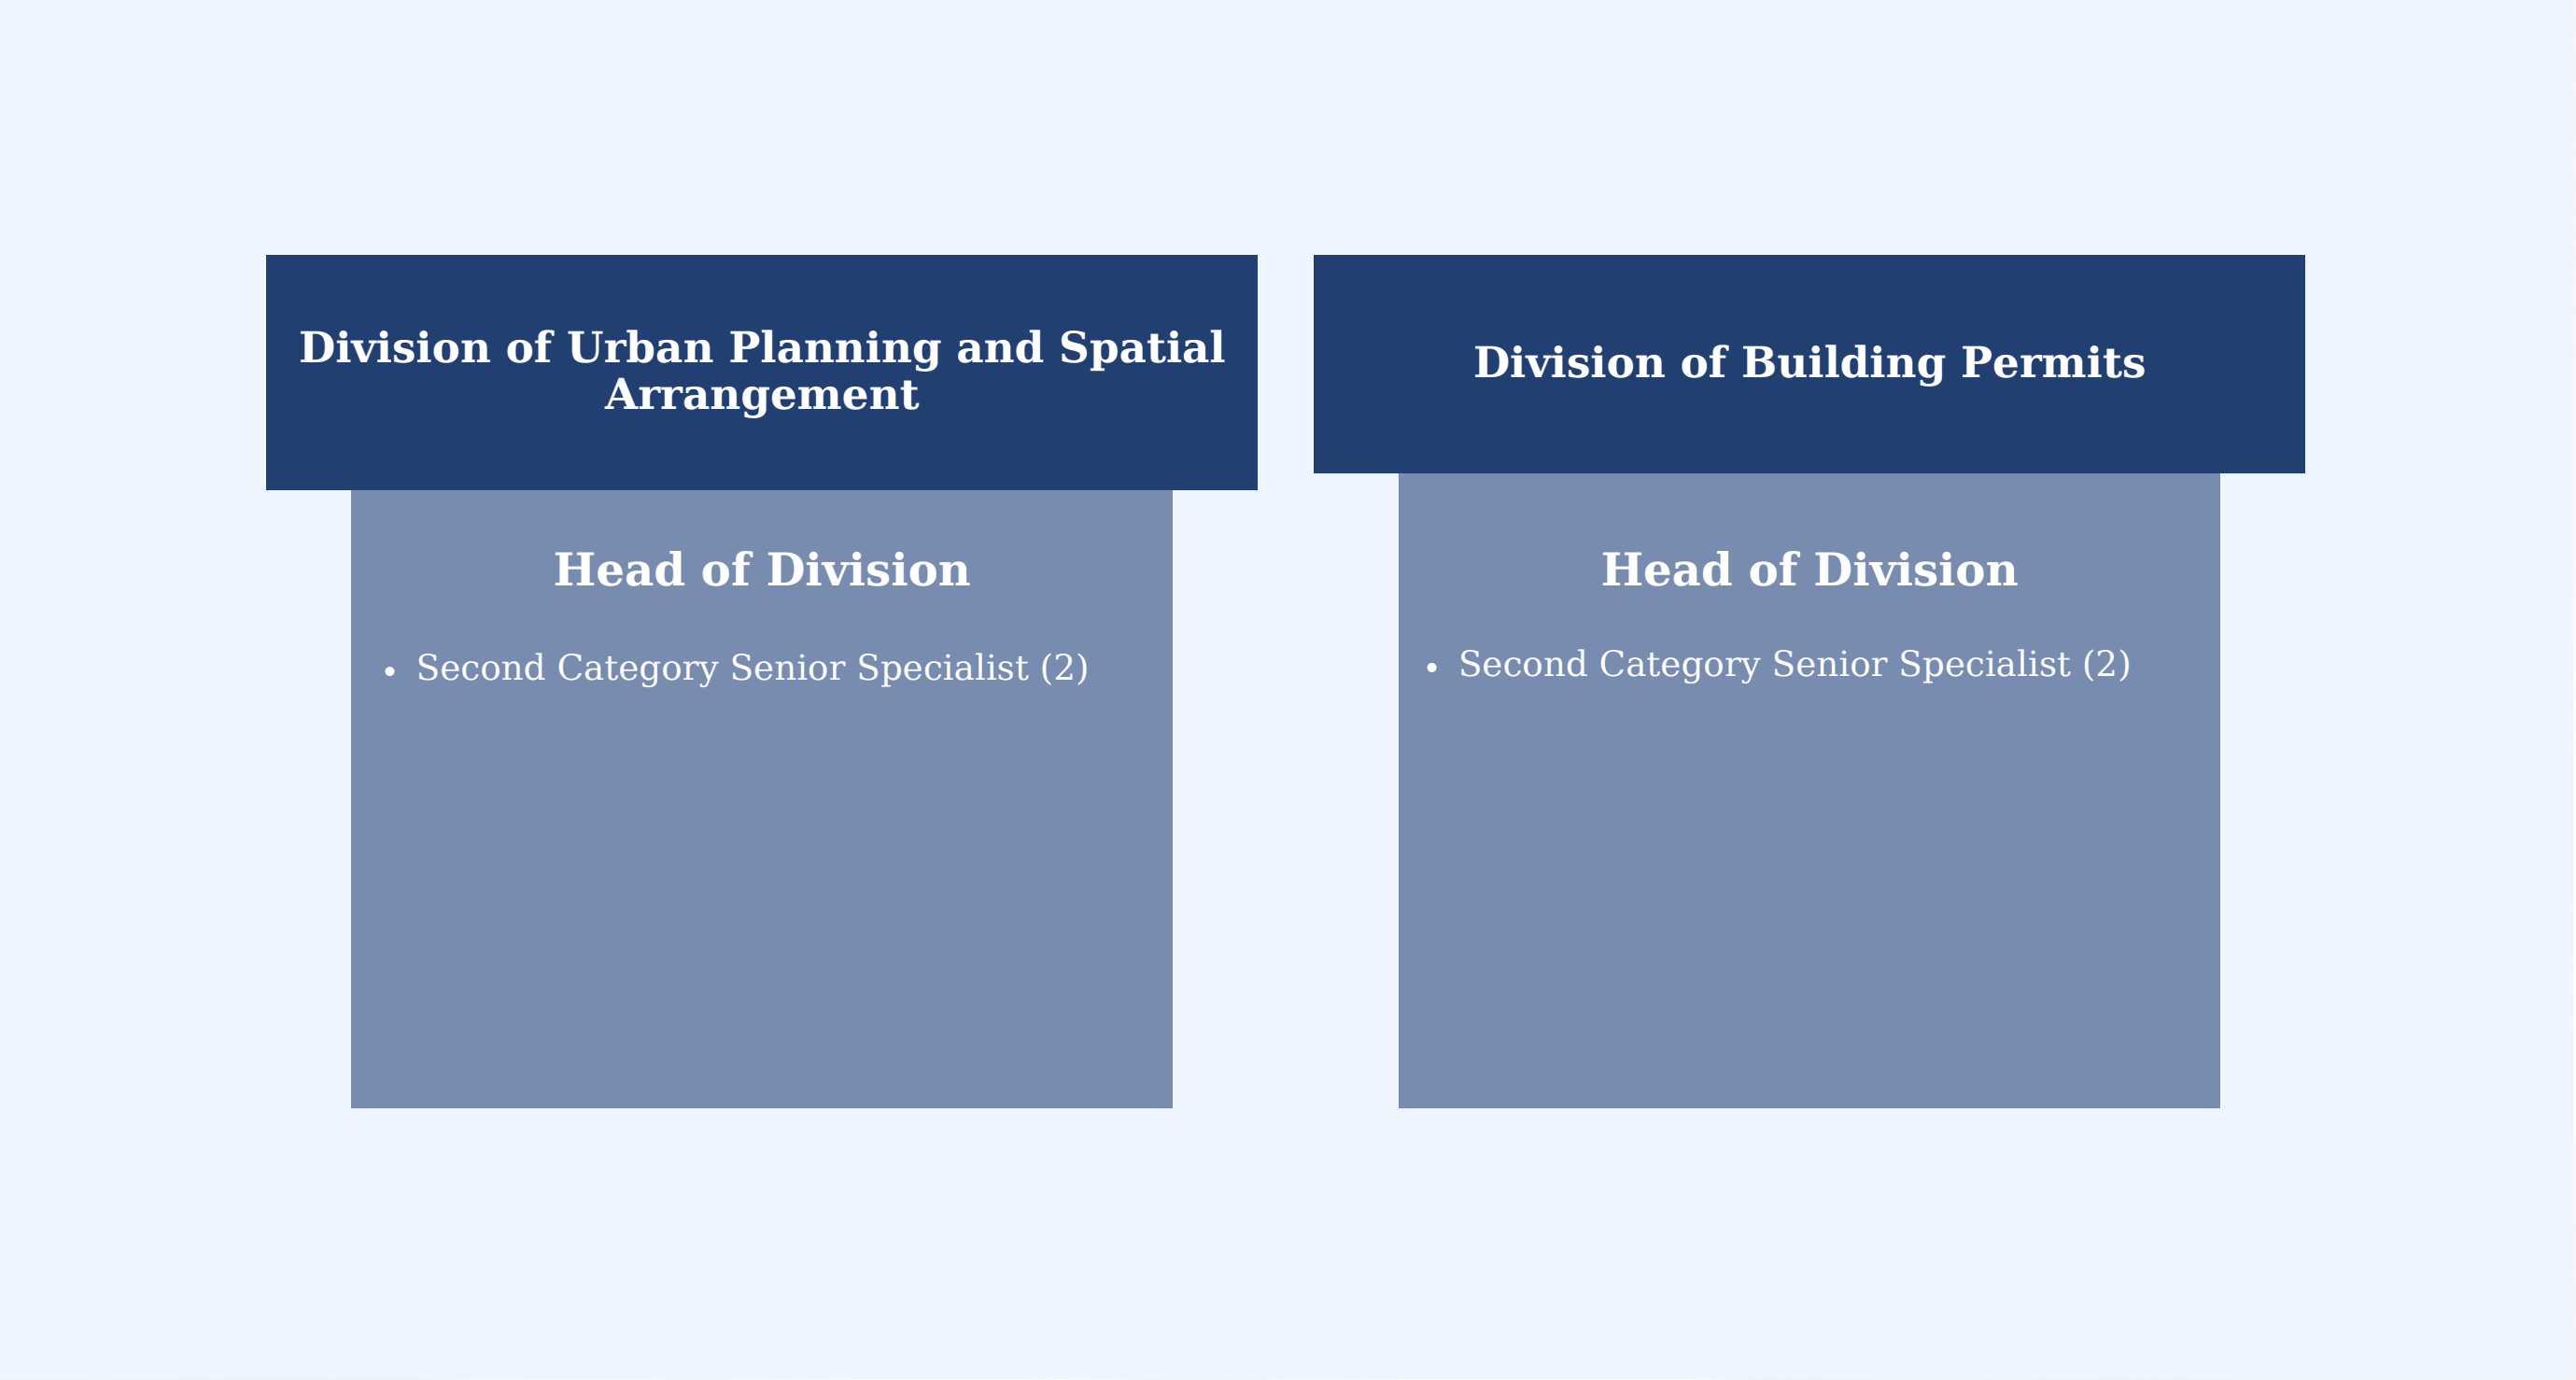 Division of Urban Planning and Spatial
Arrangement
Head of Division
• Second Category Senior Specialist (2)
Division of Building Permits
Head of Division
• Second Category Senior Specialist (2)